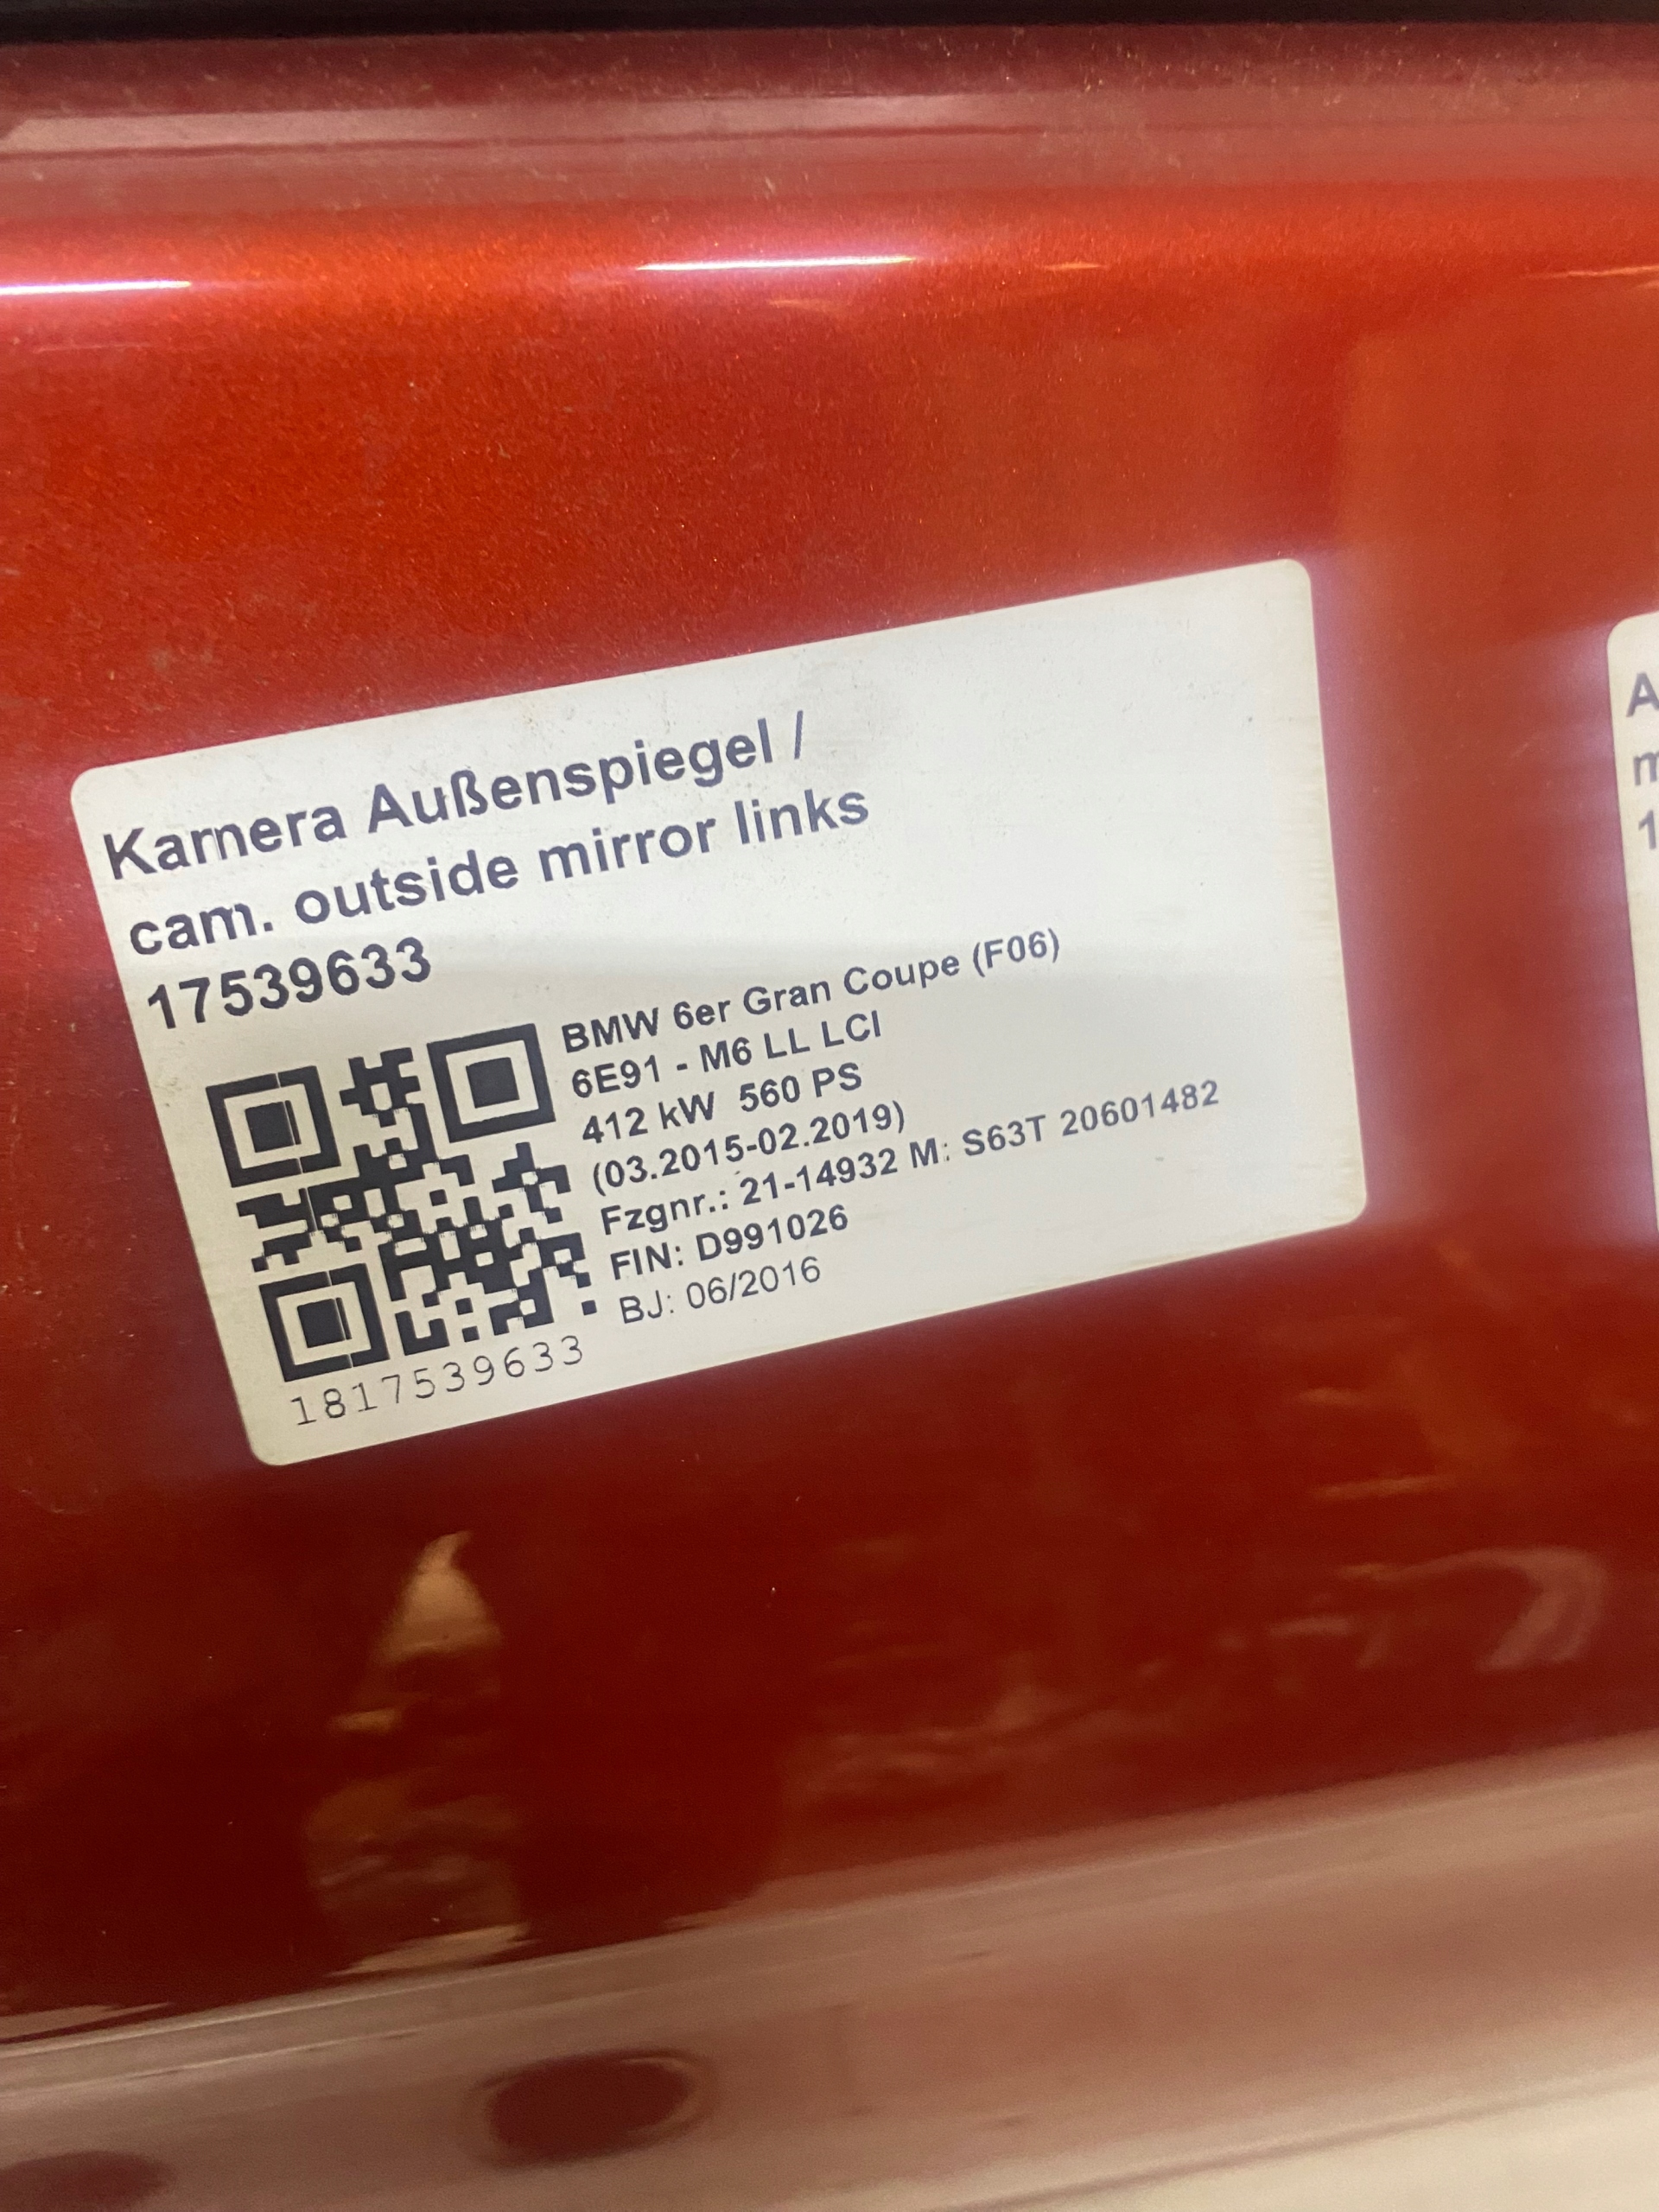 Kamera Außenspiegel /
cam. outside mirror links
17539633
BMW 6er Gran Coupe (F06)
6E91 - M6 LL LCI
412 kW 560 PS
(03.2015-02.2019)
Fzgnr.: 21-14932 M: S63T 20601482
FIN: D991026
BJ: 06/2016
1817539633
A
m
1